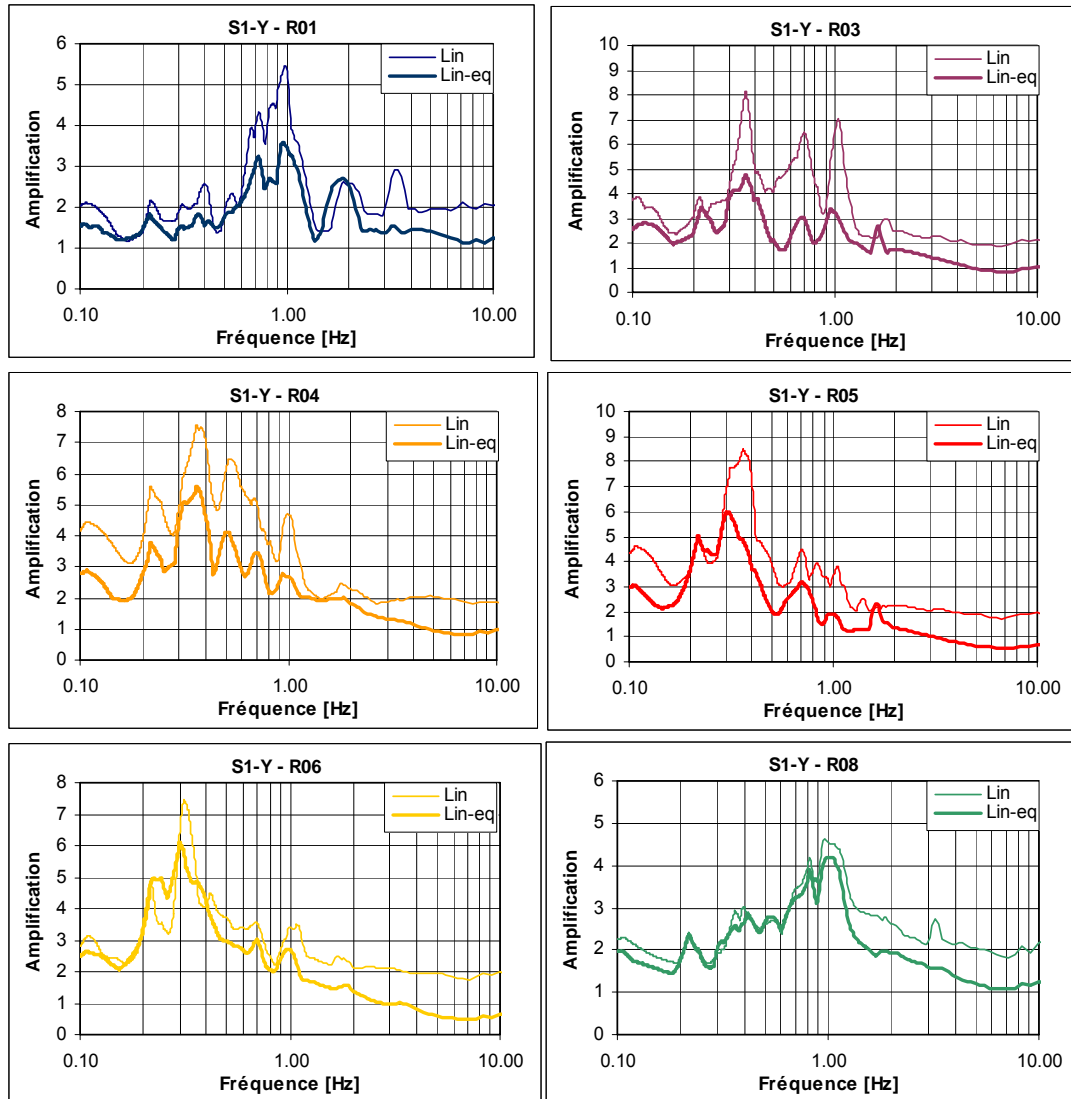 S1-Y - R01
Lin
Lin-eq
Amplification
6
5
4
3
2
1
0
0.10
1.00
10.00
Fréquence [Hz]
S1-Y - R03
Lin
Lin-eq
Amplification
10
9
8
7
6
5
4
3
2
1
0
0.10
1.00
10.00
Fréquence [Hz]
S1-Y - R04
Lin
Lin-eq
Amplification
8
7
6
5
4
3
2
1
0
0.10
1.00
10.00
Fréquence [Hz]
S1-Y - R05
Lin
Lin-eq
Amplification
10
9
8
7
6
5
4
3
2
1
0
0.10
1.00
10.00
Fréquence [Hz]
S1-Y - R06
Lin
Lin-eq
Amplification
8
7
6
5
4
3
2
1
0
0.10
1.00
10.00
Fréquence [Hz]
S1-Y - R08
Lin
Lin-eq
Amplification
6
5
4
3
2
1
0
0.10
1.00
10.00
Fréquence [Hz]